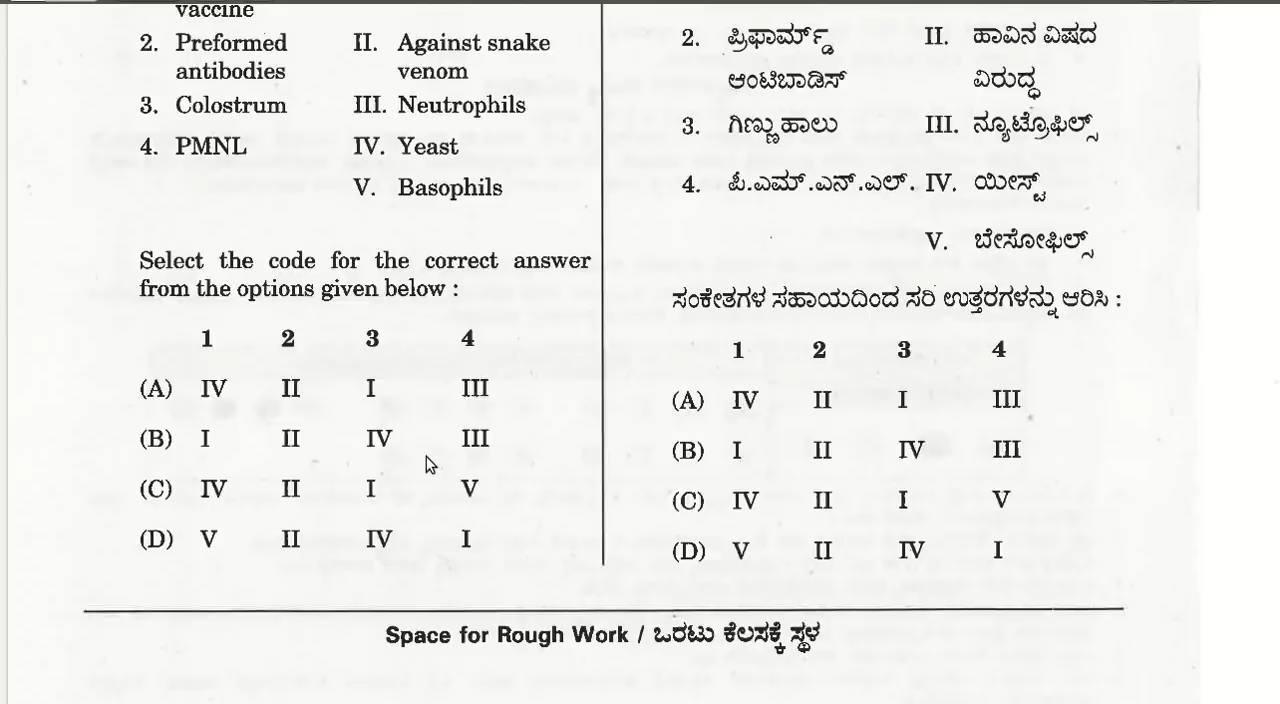 vaccine
2. Preformed II. Against snake
antibodies venom
3. Colostrum III. Neutrophils
4. PMNL IV. Yeast
V. Basophils
Select the code for the correct answer
from the options given below :
1 2 3 4
(A) IV II I III
(B) I II IV III
(C) IV II I V
(D) V II IV I
2. ಪ್ರಿಫಾರ್ಮ್ಡ್ II. ಹಾವಿನ ವಿಷದ
ಆಂಟಿಬಾಡಿಸ್ ವಿರುದ್ಧ
3. ಗಿಣ್ಣುಹಾಲು III. ನ್ಯೂಟ್ರೊಫಿಲ್ಸ್
4. ಪಿ.ಎಮ್.ಎನ್.ಎಲ್. IV. ಯೀಸ್ಟ್
V. ಬೇಸೋಫಿಲ್ಸ್
ಸಂಕೇತಗಳ ಸಹಾಯದಿಂದ ಸರಿ ಉತ್ತರಗಳನ್ನು ಆರಿಸಿ :
1 2 3 4
(A) IV II I III
(B) I II IV III
(C) IV II I V
(D) V II IV I
Space for Rough Work / ಒರಟು ಕೆಲಸಕ್ಕೆ ಸ್ಥಳ